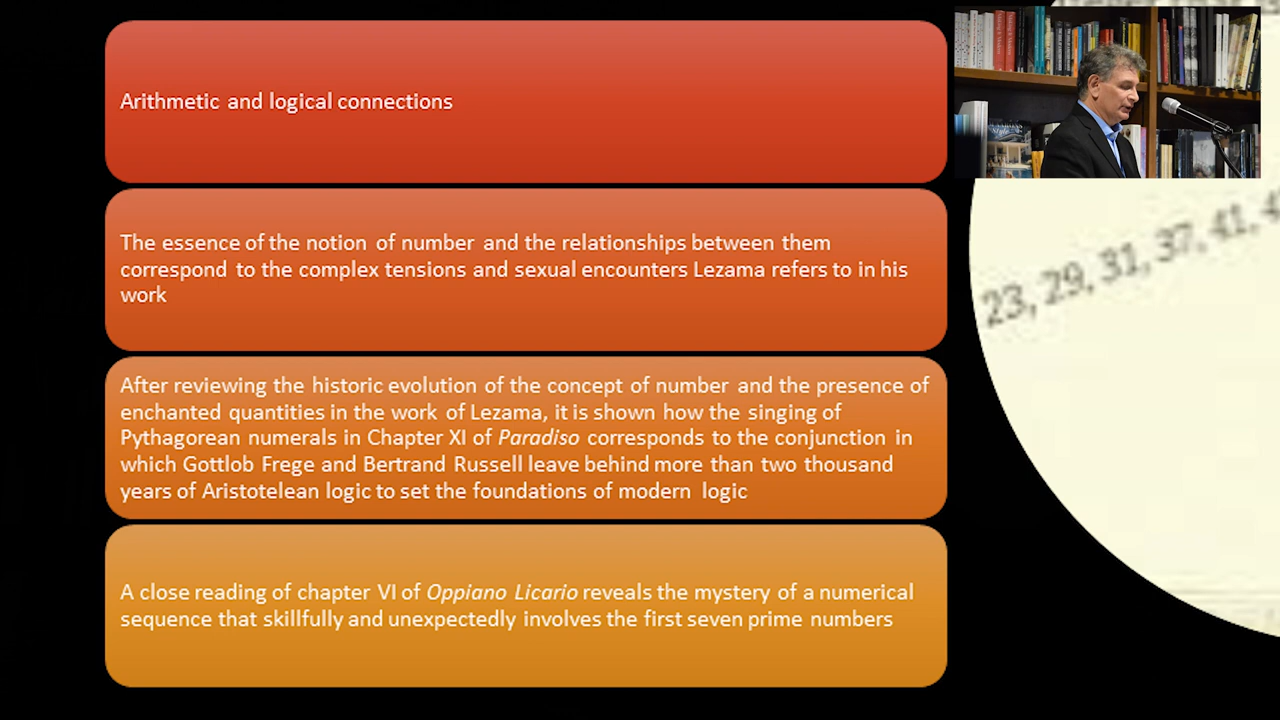 Arithmetic and logical connections
The essence of the notion of number and the relationships between them
correspond to the complex tensions and sexual encounters Lezama refers to in his
work
After reviewing the historic evolution of the concept of number and the presence of
enchanted quantities in the work of Lezama, it is shown how the singing of
Pythagorean numerals in Chapter XI of Paradiso corresponds to the conjunction in
which Gottlob Frege and Bertrand Russell leave behind more than two thousand
years of Aristotelean logic to set the foundations of modern logic
A close reading of chapter VI of Oppiano Licario reveals the mystery of a numerical
sequence that skillfully and unexpectedly involves the first seven prime numbers
23, 29, 31, 37, 41,